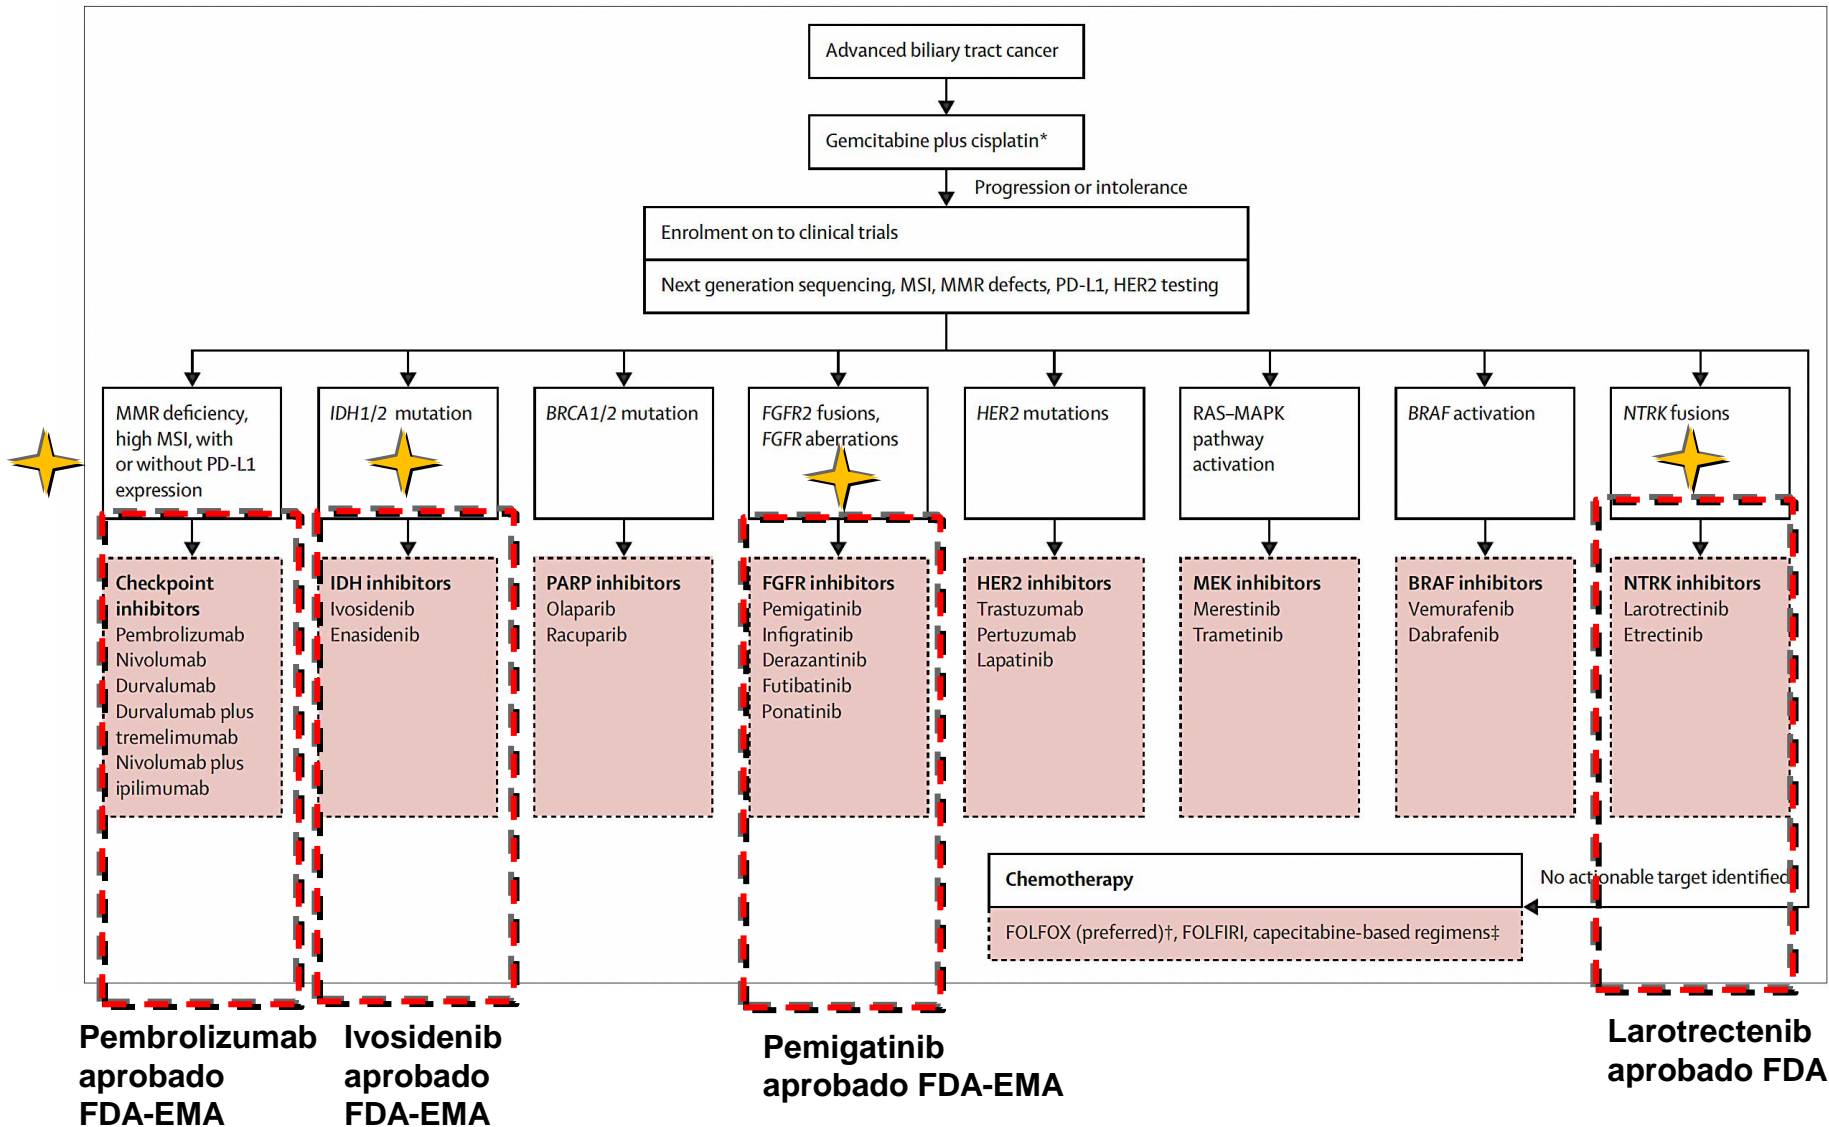 Advanced biliary tract cancer
Gemcitabine plus cisplatin*
Progression or intolerance
Enrolment on to clinical trials
Next generation sequencing, MSI, MMR defects, PD-L1, HER2 testing
MMR deficiency,
high MSI, with
or without PD-L1
expression
IDH1/2 mutation
BRCA1/2 mutation
FGFR2 fusions,
FGFR aberrations
HER2 mutations
RAS–MAPK
pathway
activation
BRAF activation
NTRK fusions
Checkpoint
inhibitors
Pembrolizumab
Nivolumab
Durvalumab
Durvalumab plus
tremelimumab
Nivolumab plus
ipilimumab
IDH inhibitors
Ivosidenib
Enasidenib
PARP inhibitors
Olaparib
Racuparib
FGFR inhibitors
Pemigatinib
Infigratinib
Derazantinib
Futibatinib
Ponatinib
HER2 inhibitors
Trastuzumab
Pertuzumab
Lapatinib
MEK inhibitors
Merestinib
Trametinib
BRAF inhibitors
Vemurafenib
Dabrafenib
NTRK inhibitors
Larotrectinib
Etrectinib
No actionable target identified
Chemotherapy
FOLFOX (preferred)†, FOLFIRI, capecitabine-based regimens‡
Pembrolizumab
aprobado
FDA-EMA
Ivosidenib
aprobado
FDA-EMA
Pemigatinib
aprobado FDA-EMA
Larotrectenib
aprobado FDA